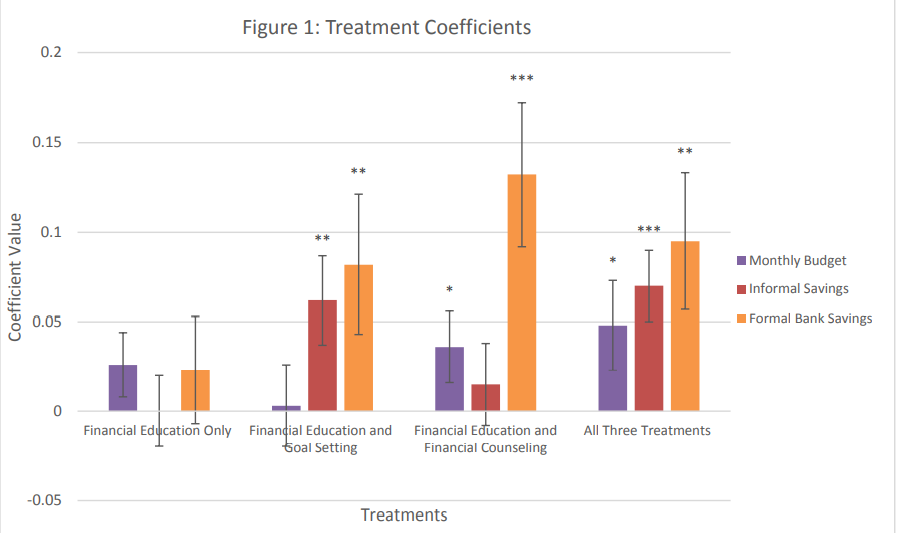 Figure 1: Treatment Coefficients
0.2
0.15
0.1
0.05
0
-0.05
Coefficient Value
***
**
**
***
**
*
*
Monthly Budget
Informal Savings
Formal Bank Savings
Financial Education Only
Financial Education and
Goal Setting
Financial Education and
Financial Counseling
All Three Treatments
Treatments